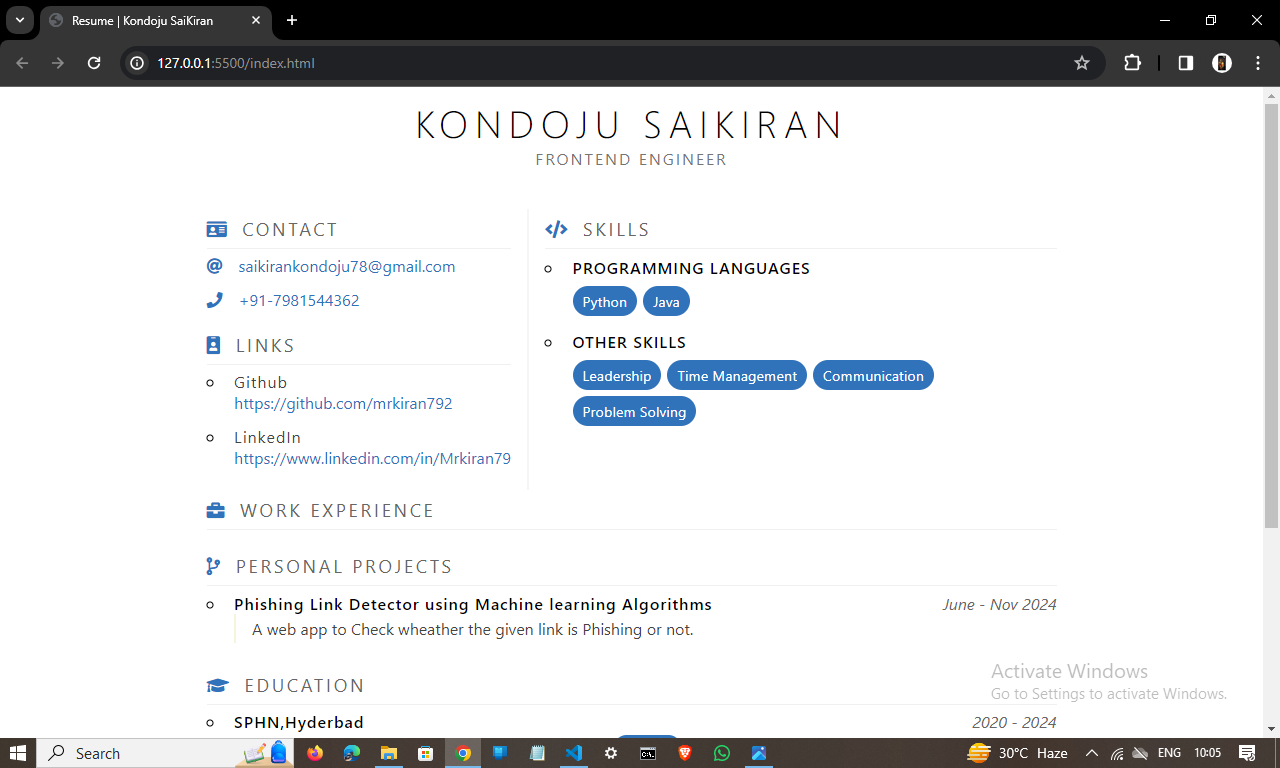 Resume | Kondoju SaiKiran
127.0.0.1:5500/index.html
KONDOJU SAIKIRAN
FRONTEND ENGINEER
CONTACT
saikirankondoju78@gmail.com
+91-7981544362
LINKS
Github
https://github.com/mrkiran792
LinkedIn
https://www.linkedin.com/in/Mrkiran79
SKILLS
PROGRAMMING LANGUAGES
Python Java
OTHER SKILLS
Leadership Time Management Communication
Problem Solving
WORK EXPERIENCE
PERSONAL PROJECTS
Phishing Link Detector using Machine learning Algorithms June - Nov 2024
A web app to Check wheather the given link is Phishing or not.
EDUCATION
SPHN,Hyderbad 2020 - 2024
Activate Windows
Go to Settings to activate Windows.
Search 30°C Haze ENG 10:05